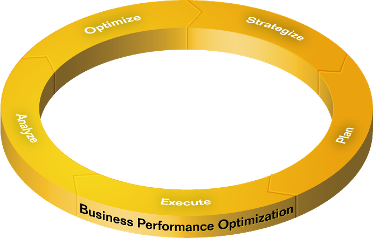 Optimize
Strategize
Analyze
Plan
Execute
Business Performance Optimization